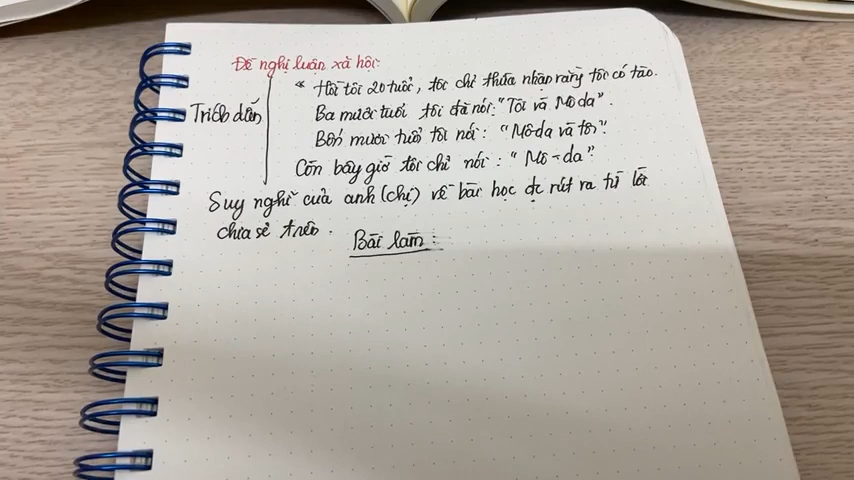 Đề nghị luận xã hội:
Trích dẫn
" Hồi tôi 20 tuổi, tôi chỉ thừa nhận rằng tôi có tào.
Ba mươi tuổi tôi đã nói: "Tôi và Mô da".
Bốn mươi tuổi tôi nói: "Mô-da và tôi".
Còn bây giờ tôi chỉ nói: "Mô-da".
Suy nghĩ của anh (chị) về bài học đc rút ra từ lời
chia sẻ trên.
Bài làm: